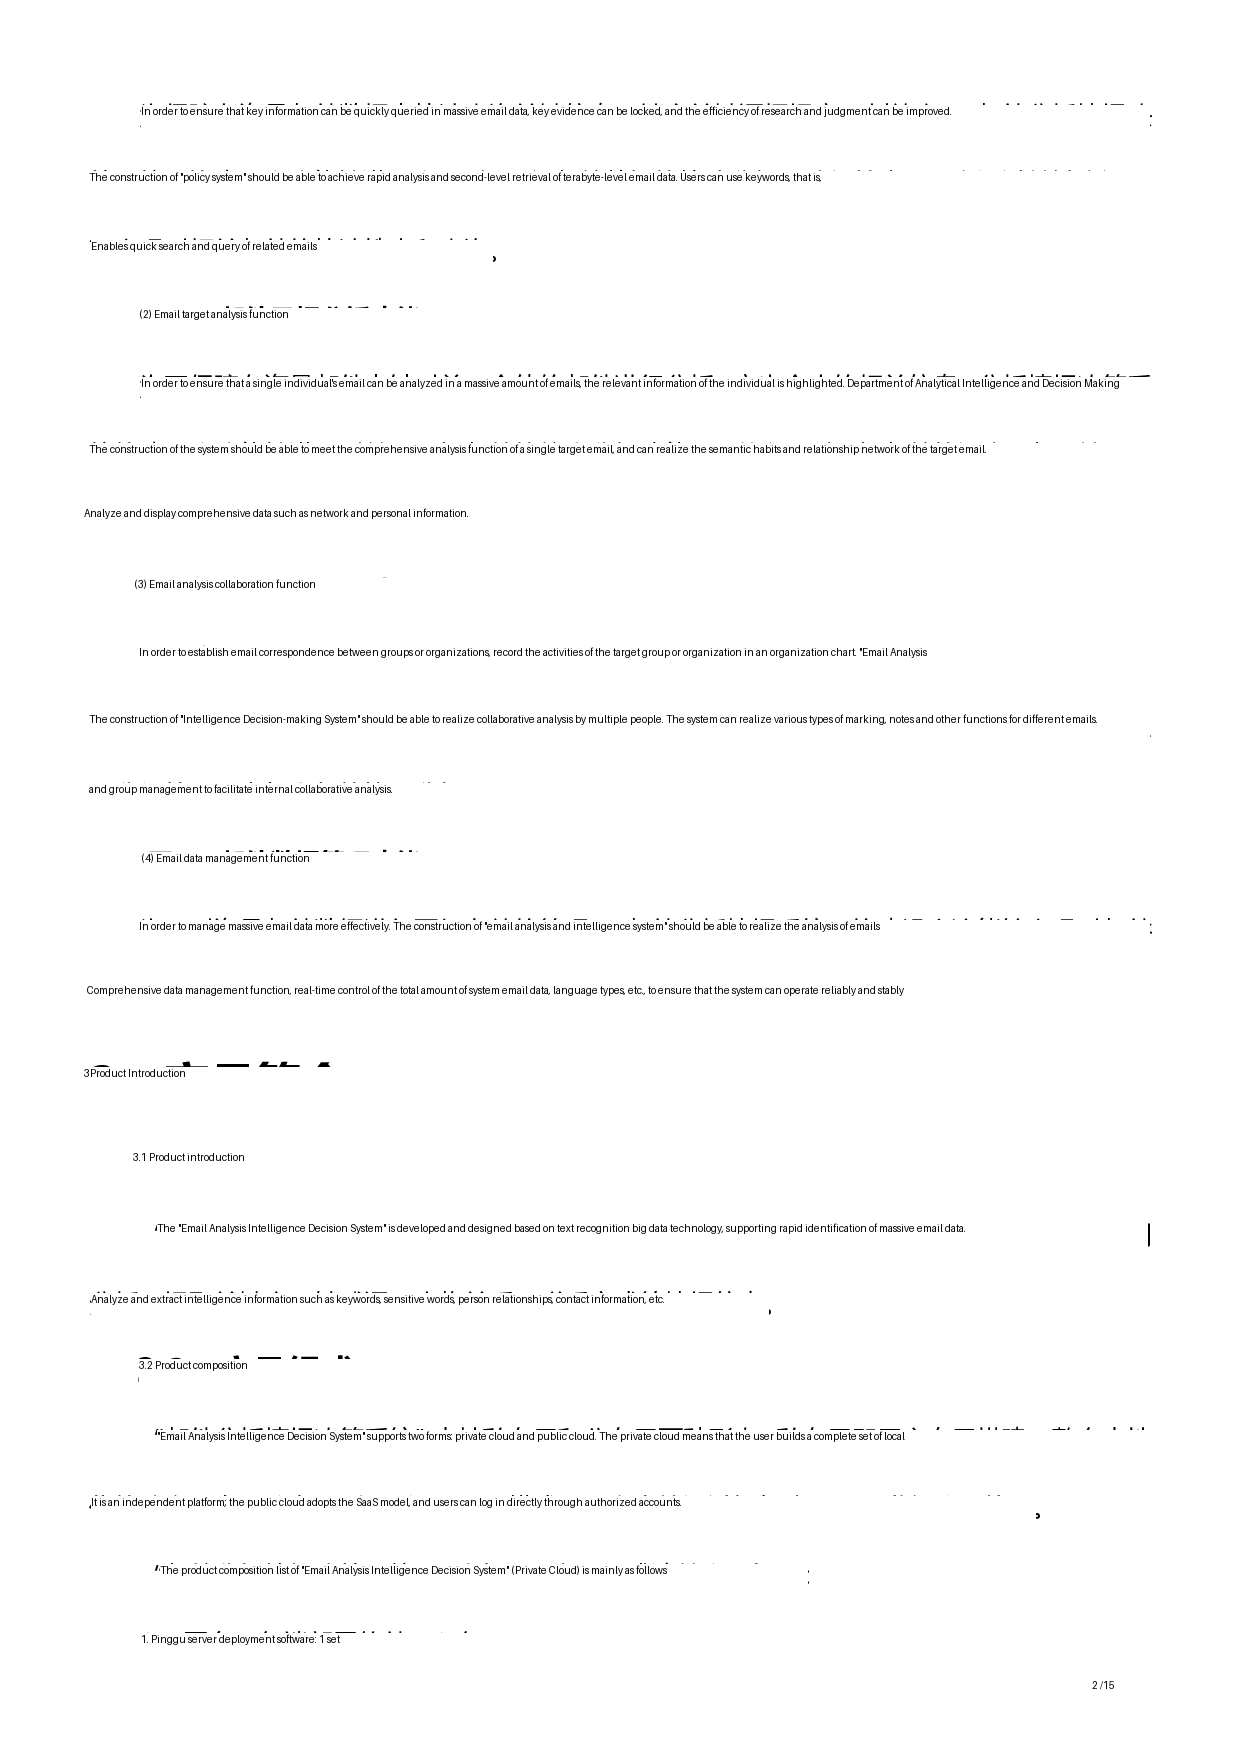 In order to ensure that key information can be quickly queried in massive email data, key evidence can be locked, and the efficiency of research and judgment can be improved.
The construction of "policy system" should be able to achieve rapid analysis and second-level retrieval of terabyte-level email data. Users can use keywords, that is,
Enables quick search and query of related emails
(2) Email target analysis function
In order to ensure that a single individual's email can be analyzed in a massive amount of emails, the relevant information of the individual is highlighted. Department of Analytical Intelligence and Decision Making
The construction of the system should be able to meet the comprehensive analysis function of a single target email, and can realize the semantic habits and relationship network of the target email.
Analyze and display comprehensive data such as network and personal information.
(3) Email analysis collaboration function
In order to establish email correspondence between groups or organizations, record the activities of the target group or organization in an organization chart. "Email Analysis
The construction of "Intelligence Decision-making System" should be able to realize collaborative analysis by multiple people. The system can realize various types of marking, notes and other functions for different emails.
and group management to facilitate internal collaborative analysis.
(4) Email data management function
In order to manage massive email data more effectively. The construction of "email analysis and intelligence system" should be able to realize the analysis of emails
Comprehensive data management function, real-time control of the total amount of system email data, language types, etc., to ensure that the system can operate reliably and stably
3Product Introduction
3.1 Product introduction
The "Email Analysis Intelligence Decision System" is developed and designed based on text recognition big data technology, supporting rapid identification of massive email data.
Analyze and extract intelligence information such as keywords, sensitive words, person relationships, contact information, etc.
3.2 Product composition
"Email Analysis Intelligence Decision System" supports two forms: private cloud and public cloud. The private cloud means that the user builds a complete set of local
It is an independent platform; the public cloud adopts the SaaS model, and users can log in directly through authorized accounts.
The product composition list of "Email Analysis Intelligence Decision System" (Private Cloud) is mainly as follows
1. Pinggu server deployment software: 1 set
2 /15